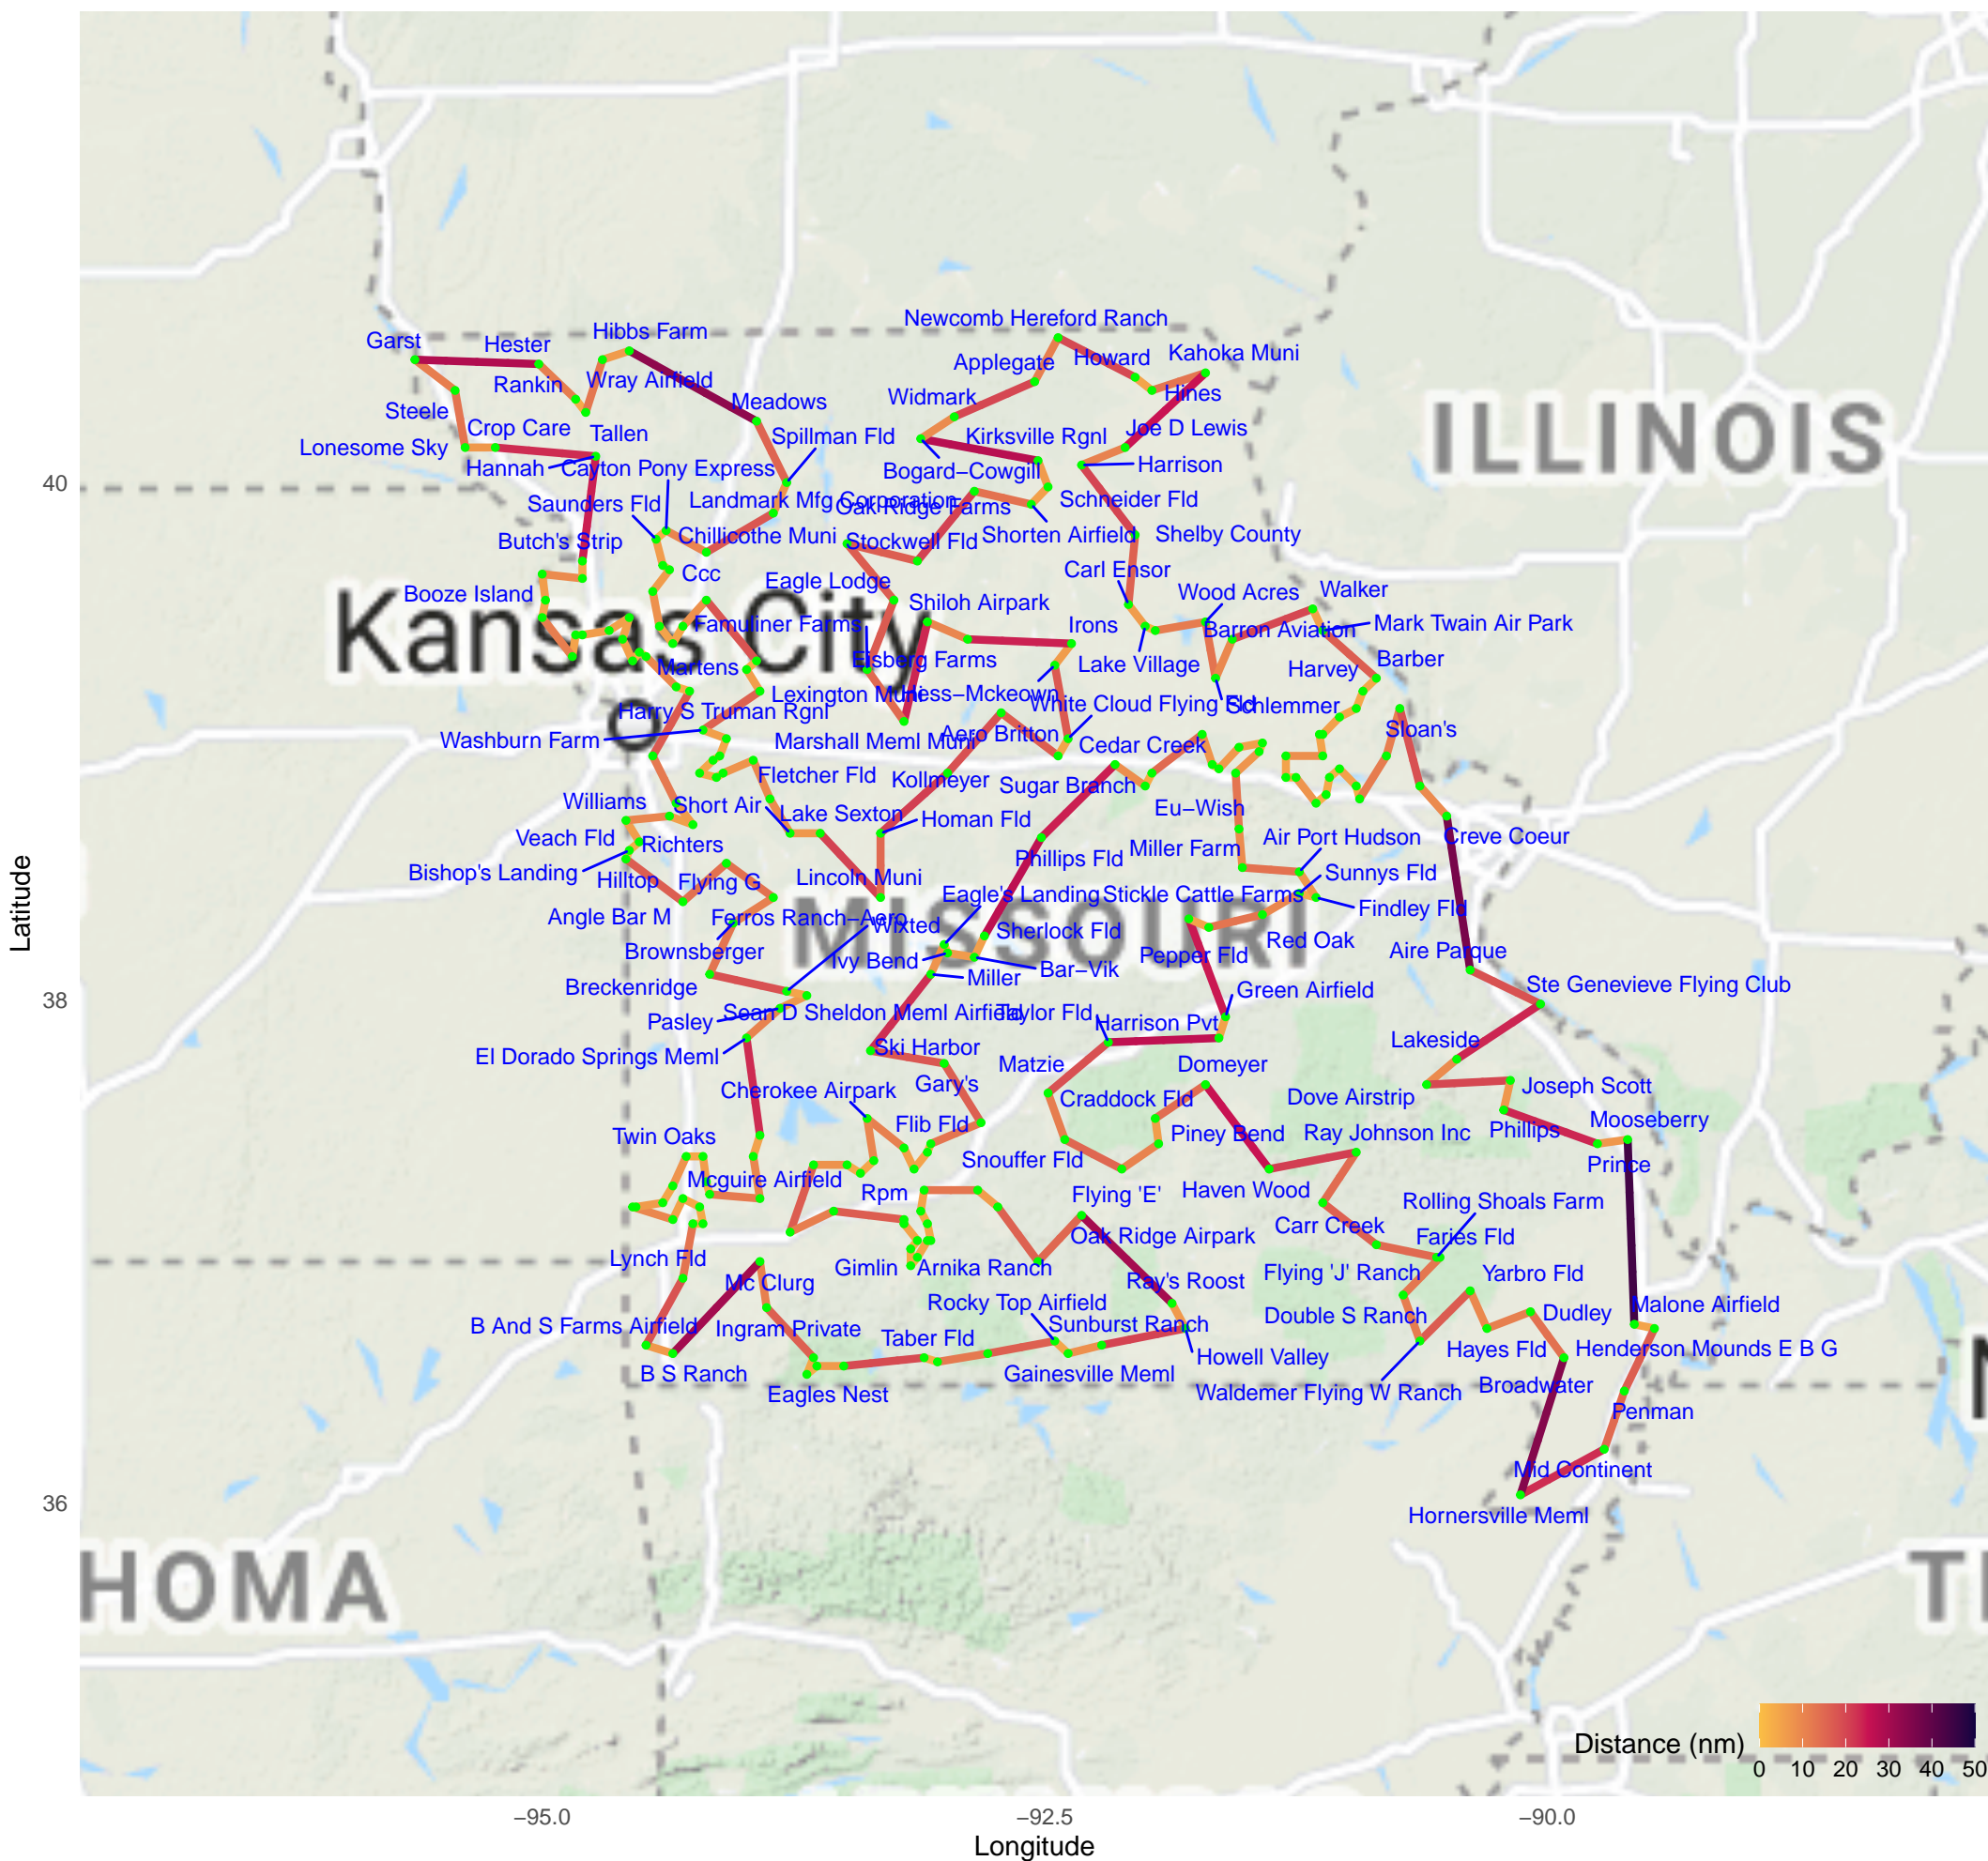 Newcomb Hereford Ranch
Garst
Hester
Hibbs Farm
Applegate
Howard
Kahoka Muni
Rankin
Wray Airfield
Hines
Steele
Widmark
Meadows
ILLINOIS
Crop Care
Tallen
Spillman Fld
Kirksville Rgnl
Joe D Lewis
Lonesome Sky
Hannah
Cayton Pony Express
Bogard-Cowgill
Harrison
Saunders Fld
Landmark Mfg Corporation
Oak Ridge Farms
Schneider Fld
Butch's Strip
Chillicothe Muni
Stockwell Fld
Shorten Airfield
Shelby County
Ccc
Eagle Lodge
Carl Ensor
Booze Island
Shiloh Airpark
Wood Acres
Walker
Kansas City
Famuliner Farms
Irons
Barron Aviation
Mark Twain Air Park
Martens
Eisberg Farms
Lake Village
Harvey
Barber
Lexington Muni
Hess-Mckeown
White Cloud Flying Fld
Schlemmer
Harry S Truman Rgnl
Washburn Farm
Marshall Meml Muni
Aero Britton
Cedar Creek
Sloan's
Fletcher Fld
Kollmeyer
Sugar Branch
Williams
Short Air
Lake Sexton
Homan Fld
Eu-Wish
Veach Fld
Richters
Phillips Fld
Miller Farm
Air Port Hudson
Creve Coeur
Bishop's Landing
Hilltop
Flying G
Lincoln Muni
Eagle's Landing
Stickle Cattle Farms
Sunnys Fld
Angle Bar M
Ferros Ranch-Aero
Wixted
Sherlock Fld
Findley Fld
MISSOURI
Brownsberger
Ivy Bend
Bar-Vik
Pepper Fld
Red Oak
Aire Parque
Breckenridge
Miller
Green Airfield
Ste Genevieve Flying Club
Pasley
Sean D Sheldon Meml Airfield
Taylor Fld
Harrison Pvt
El Dorado Springs Meml
Ski Harbor
Matzie
Domeyer
Lakeside
Cherokee Airpark
Gary's
Craddock Fld
Dove Airstrip
Joseph Scott
Twin Oaks
Flib Fld
Piney Bend
Ray Johnson Inc
Phillips
Mooseberry
Mcguire Airfield
Rpm
Snouffer Fld
Prince
Flying 'E'
Haven Wood
Rolling Shoals Farm
Lynch Fld
Oak Ridge Airpark
Carr Creek
Faries Fld
Mc Clurg
Gimlin
Arnika Ranch
Ray's Roost
Flying 'J' Ranch
Yarbro Fld
B And S Farms Airfield
Ingram Private
Rocky Top Airfield
Sunburst Ranch
Double S Ranch
Dudley
Malone Airfield
B S Ranch
Taber Fld
Gainesville Meml
Howell Valley
Hayes Fld
Henderson Mounds E B G
Eagles Nest
Waldemer Flying W Ranch
Broadwater
Penman
Mid Continent
Hornersville Meml
HOMA
40
38
36
Latitude
−95.0
−92.5
−90.0
Longitude
Distance (nm)
0 10 20 30 40 50